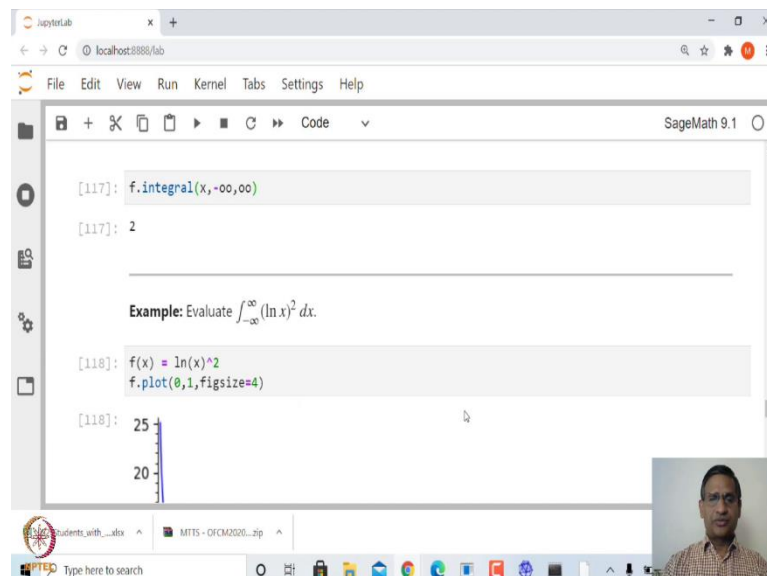 JupyterLab
localhost:8888/lab
M
File Edit View Run Kernel Tabs Settings Help
Code
SageMath 9.1
[117]: f.integral(x,-oo,oo)
[117]: 2
Example: Evaluate ∫_{-∞}^{∞} (ln x)² dx.
[118]: f(x) = ln(x)^2
f.plot(0,1,figsize=4)
[118]: 25
20
Students_with_....xlsx
MTTS - OFCM2020....zip
NPTEL
Type here to search